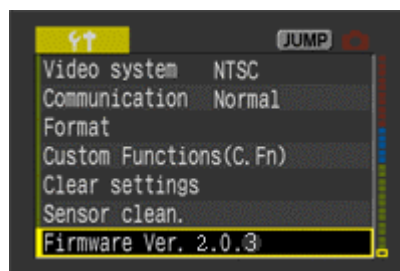 JUMP
Video system NTSC
Communication Normal
Format
Custom Functions(C.Fn)
Clear settings
Sensor clean.
Firmware Ver. 2.0.3